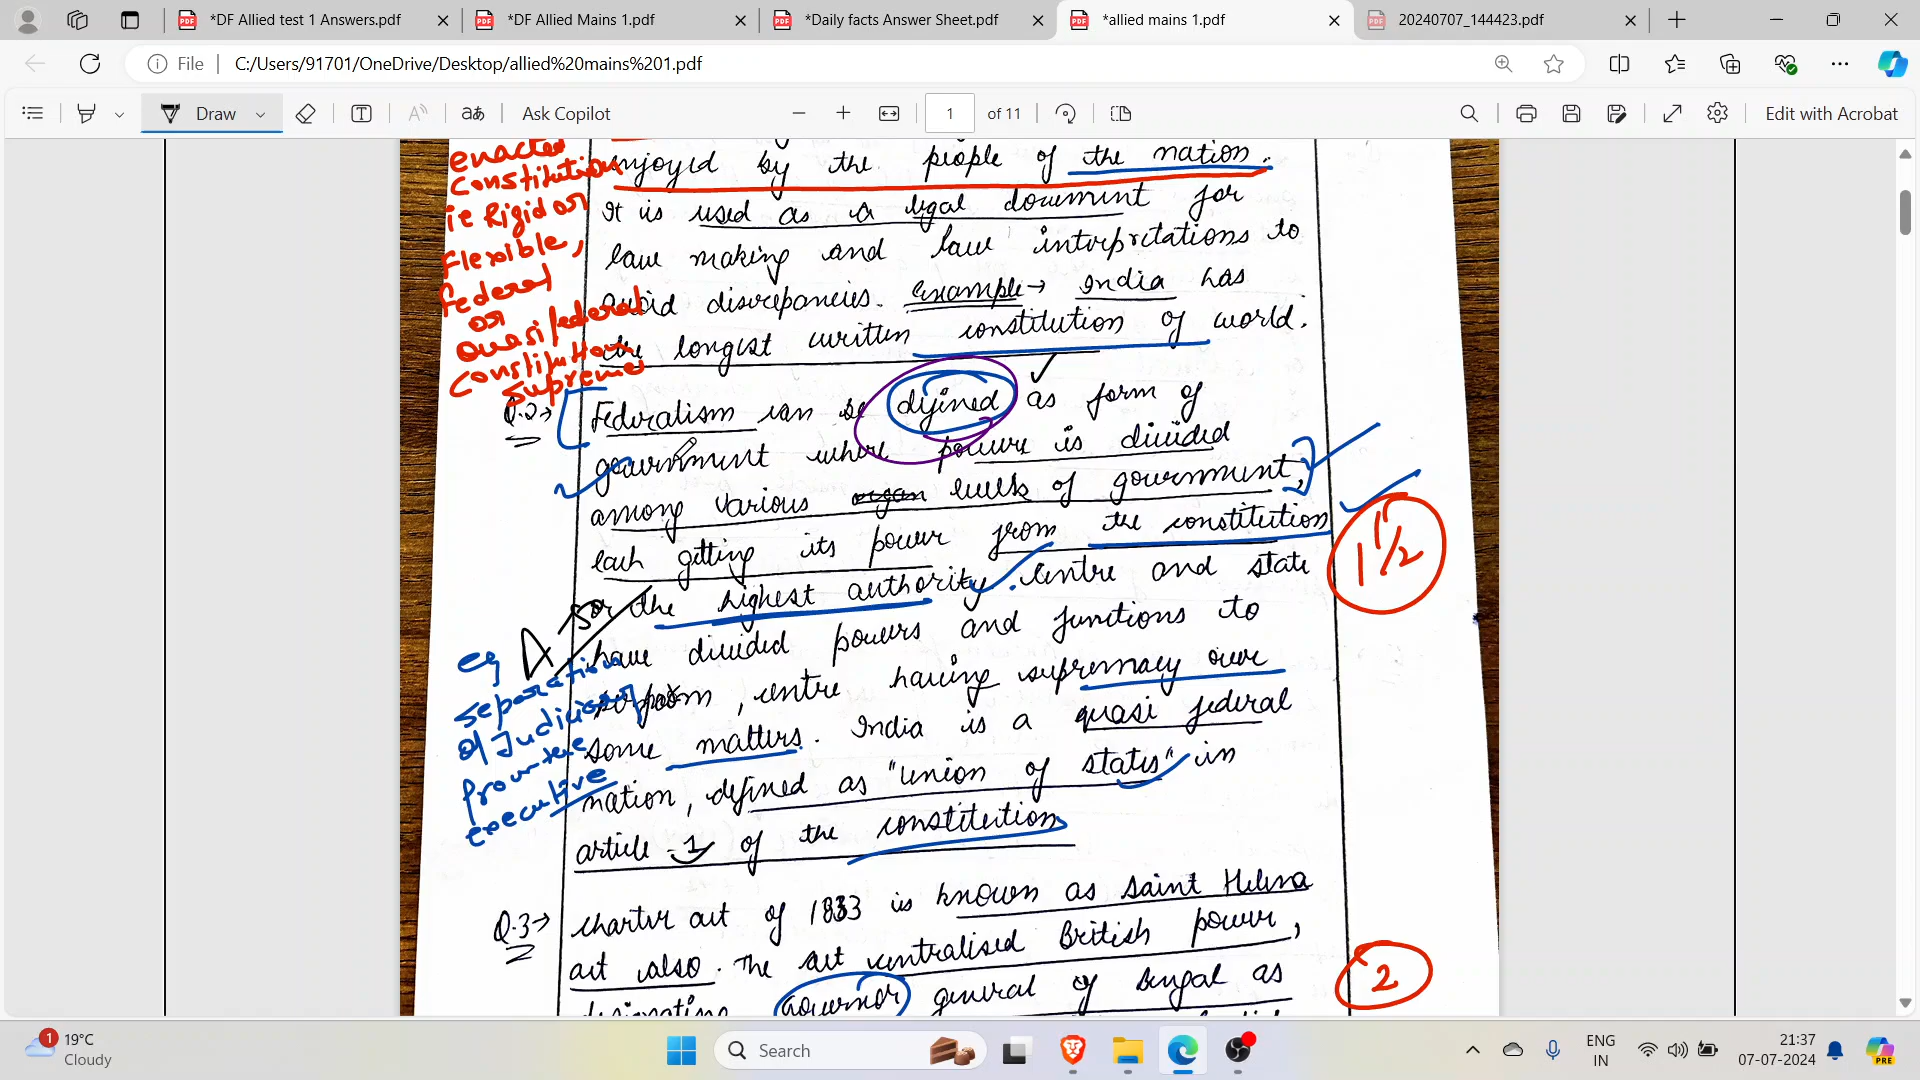 *DF Allied test 1 Answers.pdf
*DF Allied Mains 1.pdf
*Daily facts Answer Sheet.pdf
*allied mains 1.pdf
20240707_144423.pdf
File
C:/Users/91701/OneDrive/Desktop/allied%20mains%201.pdf
Draw
Ask Copilot
1 of 11
Edit with Acrobat
enacted
Constitution
ie Rigid or
Flexible,
federal
or
Quasi federal
Constitution
Supreme
enjoyed by the people of the nation.
It is used as a legal document for
law making and law interpretations to
avoid discrepancies. Example → India has
the longest written constitution of world.
Q.2→ Federalism can be defined as form of
government where power is divided
among various organ levels of government,
each getting its power from the constitution
or the highest authority. Centre and state
have divided powers and functions to
perform, centre having supremacy over
some matters. India is a quasi federal
nation, defined as "union of states" in
article -1 of the constitution
1 1/2
eg
separation
of Judiciary
from the
executive
Q.3→ Charter act of 1833 is known as Saint Helena
act also. The act centralised British power,
designating governor general of Bengal as
2
1
19°C
Cloudy
Search
ENG
IN
21:37
07-07-2024
PRE